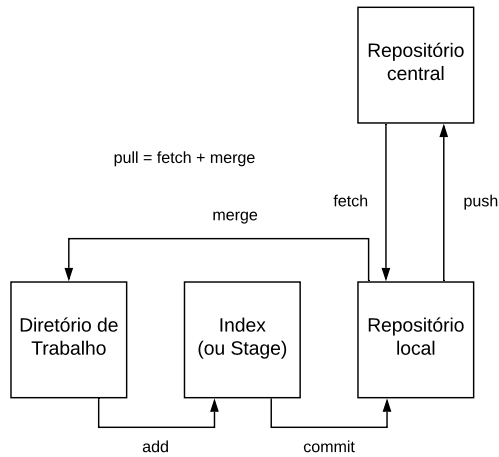 Repositório
central
pull = fetch + merge
fetch
push
merge
Diretório de
Trabalho
Index
(ou Stage)
Repositório
local
add
commit